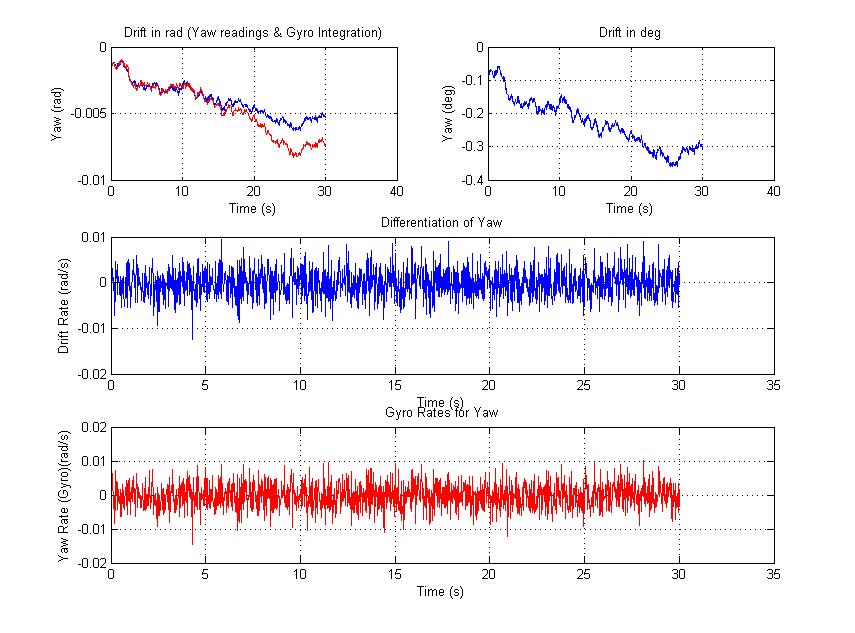 Drift in rad (Yaw readings & Gyro Integration)
0
-0.005
-0.01
Yaw (rad)
0 10 20 30 40
Time (s)
Drift in deg
0
-0.1
-0.2
-0.3
-0.4
Yaw (deg)
0 10 20 30 40
Time (s)
Differentiation of Yaw
0.01
0
-0.01
-0.02
Drift Rate (rad/s)
0 5 10 15 20 25 30 35
Time (s)
Gyro Rates for Yaw
0.02
0.01
0
-0.01
-0.02
Yaw Rate (Gyro)(rad/s)
0 5 10 15 20 25 30 35
Time (s)